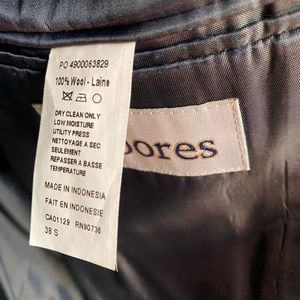 PO 4900063829
100% Wool - Laine
DRY CLEAN ONLY
LOW MOISTURE
UTILITY PRESS
NETTOYAGE A SEC
SEULEMENT
REPASSER A BASSE
TEMPERATURE
MADE IN INDONESIA
FAIT EN INDONESIE
CA01129 RN90736
38 S
ores